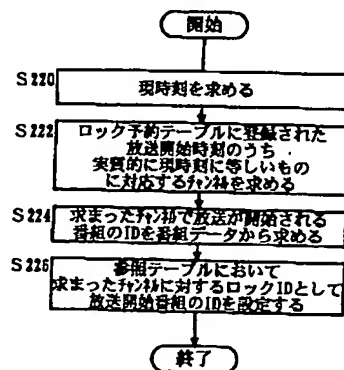 開始
S220
現時刻を求める
S222
ロック予約テーブルに登録された
放送開始時刻のうち
実質的に現時刻に等しいもの
に対応するチャンネルを求める
S224
求まったチャンネルで放送が開始される
番組のIDを番組データから求める
S226
参照テーブルにおいて
求まったチャンネルに対するロックIDとして
放送開始番組のIDを設定する
終了